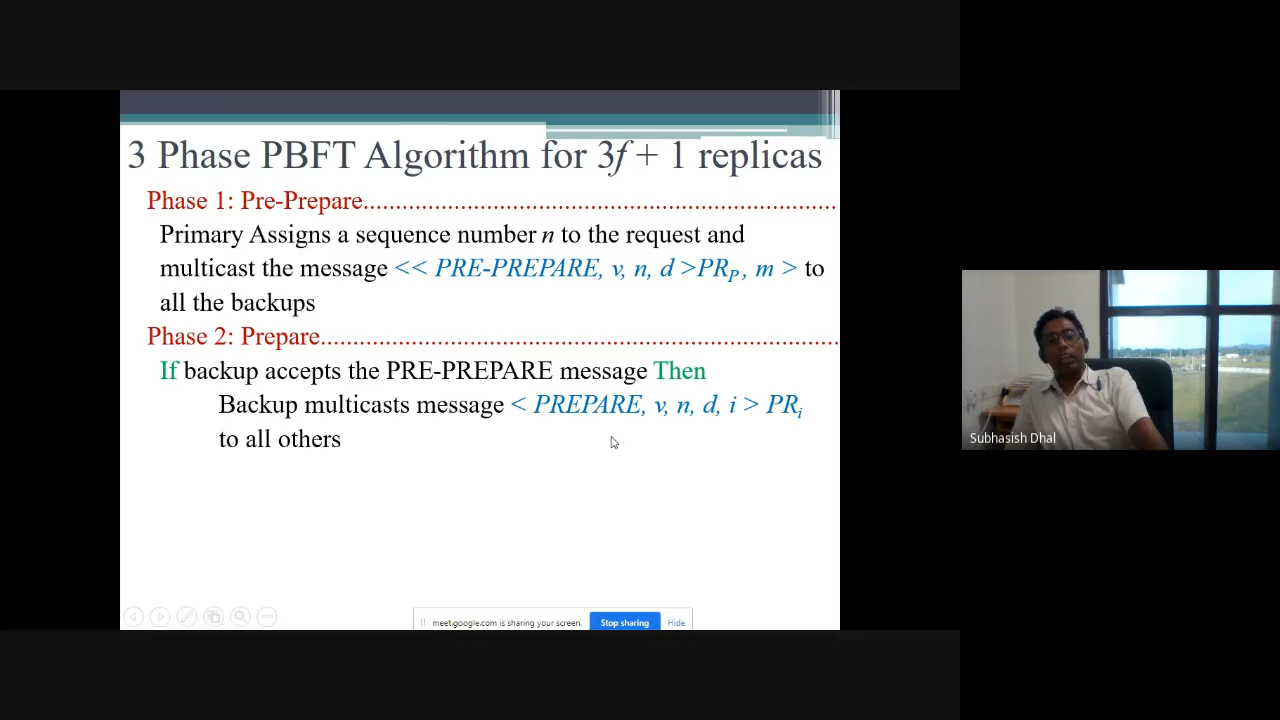 3 Phase PBFT Algorithm for 3f + 1 replicas
Phase 1: Pre-Prepare........................................................................
Primary Assigns a sequence number n to the request and
multicast the message << PRE-PREPARE, v, n, d >PR_P , m > to
all the backups
Phase 2: Prepare...............................................................................
If backup accepts the PRE-PREPARE message Then
Backup multicasts message < PREPARE, v, n, d, i > PR_i
to all others
Subhasish Dhal
meet.google.com is sharing your screen.
Stop sharing
Hide